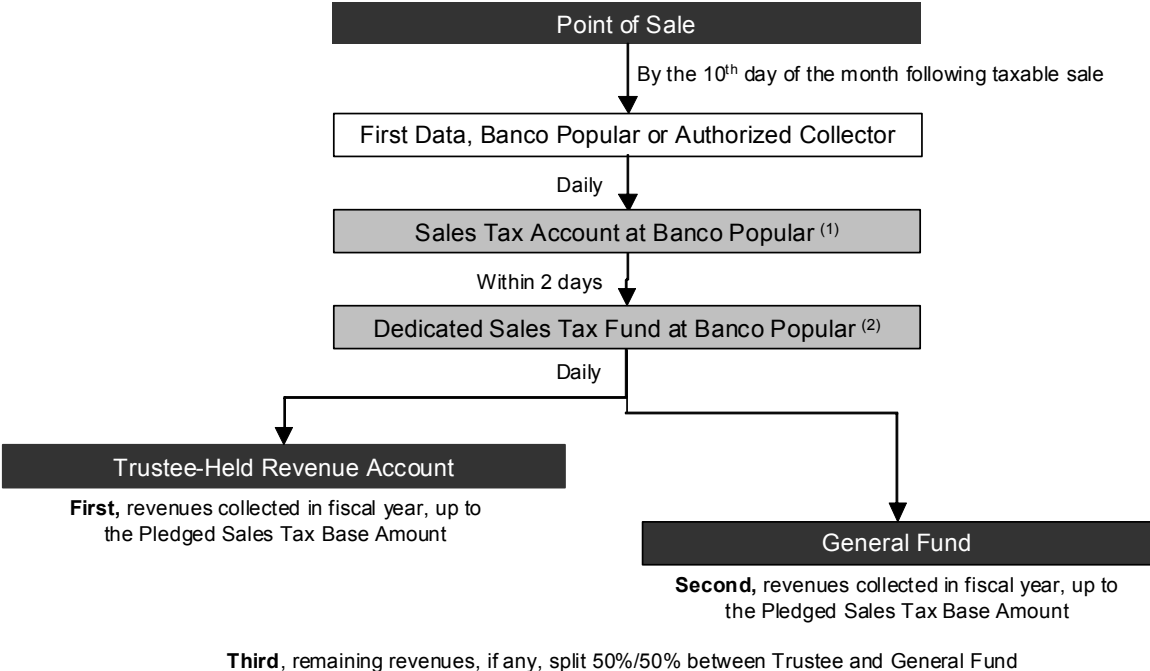 Point of Sale
By the 10th day of the month following taxable sale
First Data, Banco Popular or Authorized Collector
Daily
Sales Tax Account at Banco Popular (1)
Within 2 days
Dedicated Sales Tax Fund at Banco Popular (2)
Daily
Trustee-Held Revenue Account
First, revenues collected in fiscal year, up to
the Pledged Sales Tax Base Amount
General Fund
Second, revenues collected in fiscal year, up to
the Pledged Sales Tax Base Amount
Third, remaining revenues, if any, split 50%/50% between Trustee and General Fund